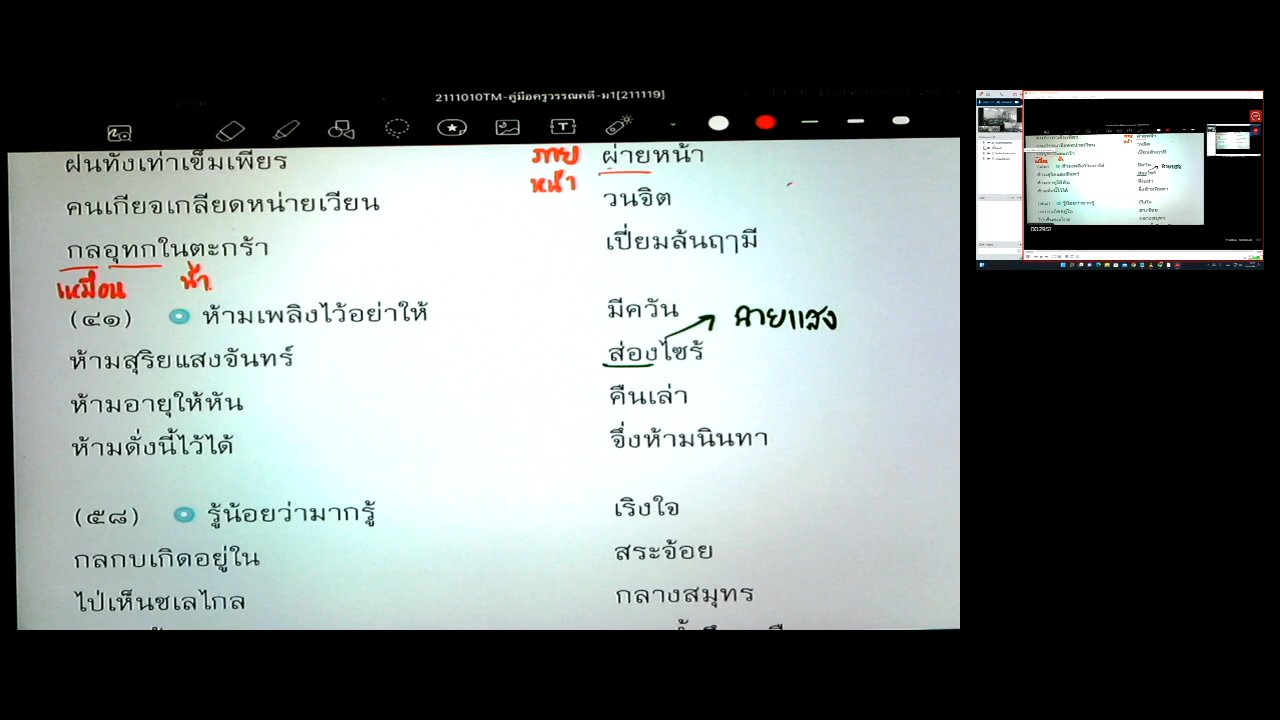 2111010TM-คู่มือครูวรรณคดี-ม1[211119]
ฝนทั่งเท่าเข็มเพียร ผ่ายหน้า
ภาย
หน้า
คนเกียจเกลียดหน่ายเวียน วนจิต
กลอุทกในตะกร้า เปี่ยมล้นฤๅมี
เหมือน น้ำ
(๔๑) ห้ามเพลิงไว้อย่าให้ มีควัน
ห้ามสุริยแสงจันทร์ ส่องไซร้
ฉายแสง
ห้ามอายุให้หัน คืนเล่า
ห้ามดั่งนี้ไว้ได้ จึ่งห้ามนินทา
(๕๘) รู้น้อยว่ามากรู้ เริงใจ
กลกบเกิดอยู่ใน สระจ้อย
ไป่เห็นชเลไกล กลางสมุทร
00:29:51